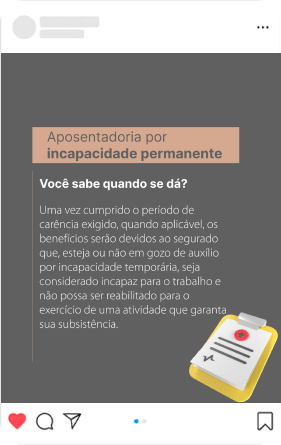 Aposentadoria por
incapacidade permanente
Você sabe quando se dá?
Uma vez cumprido o período de
carência exigido, quando aplicável, os
benefícios serão devidos ao segurado
que, esteja ou não em gozo de auxílio
por incapacidade temporária, seja
considerado incapaz para o trabalho e
não possa ser reabilitado para o
exercício de uma atividade que garanta
sua subsistência.